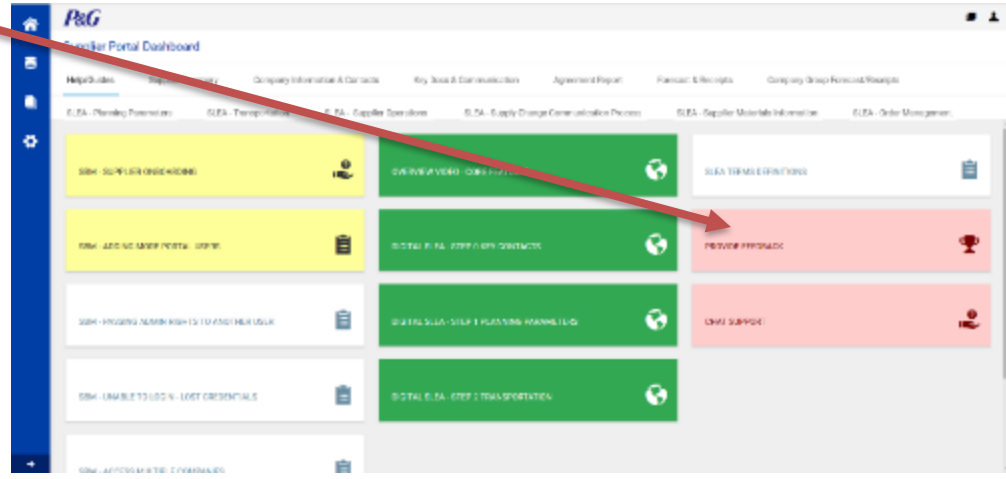 P&G
Supplier Portal Dashboard
Help/Guides Company Information & Contacts Key Docs & Communication Agreement Report Forecast & Receipts Company Group Forecast/Receipts
SLEA - Planning Parameters SLEA - Transportation SLEA - Supplier Operations SLEA - Supply Change Communication Process SLEA - Supplier Materials Information SLEA - Order Management
SBM - SUPPLIER ONBOARDING
OVERVIEW VIDEO - CORE
SLEA TERMS DEFINITIONS
SBM - ADDING MORE PORTAL USERS
DIGITAL SLEA - STEP 0 KEY CONTACTS
PROVIDE FEEDBACK
SBM - PASSING ADMIN RIGHTS TO ANOTHER USER
DIGITAL SLEA - STEP 1 PLANNING PARAMETERS
CHAT SUPPORT
SBM - UNABLE TO LOGIN - LOST CREDENTIALS
DIGITAL SLEA - STEP 2 TRANSPORTATION
SBM - ACCESS MULTIPLE COMPANIES